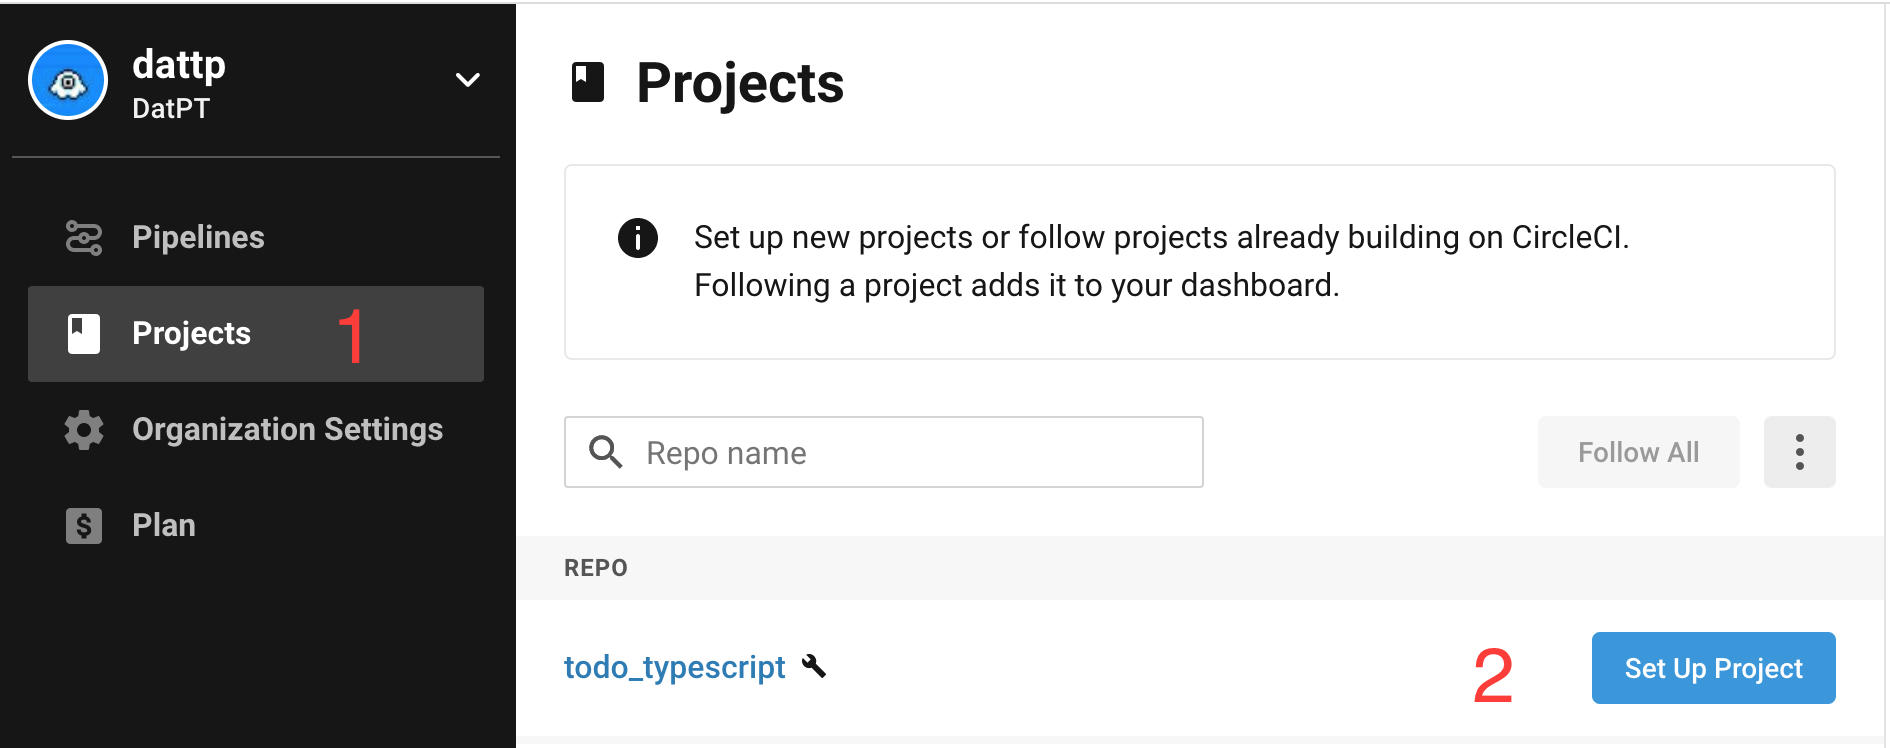 dattp
DatPT
Pipelines
Projects 1
Organization Settings
Plan
Projects
Set up new projects or follow projects already building on CircleCI.
Following a project adds it to your dashboard.
Repo name
Follow All
REPO
todo_typescript
2
Set Up Project